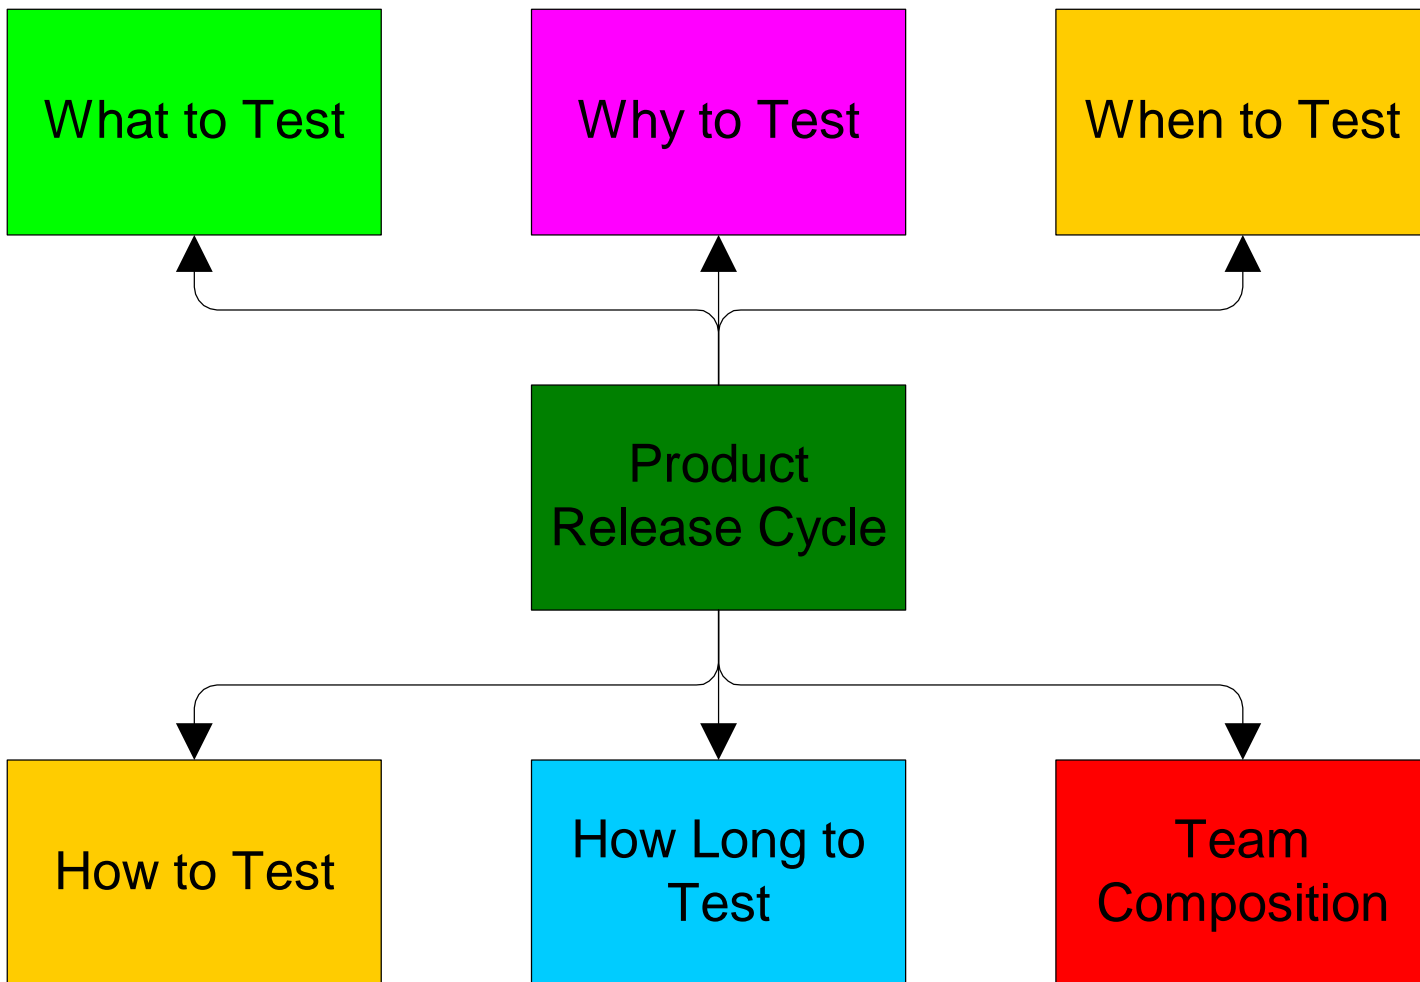 What to Test
Why to Test
When to Test
Product
Release Cycle
How to Test
How Long to
Test
Team
Composition